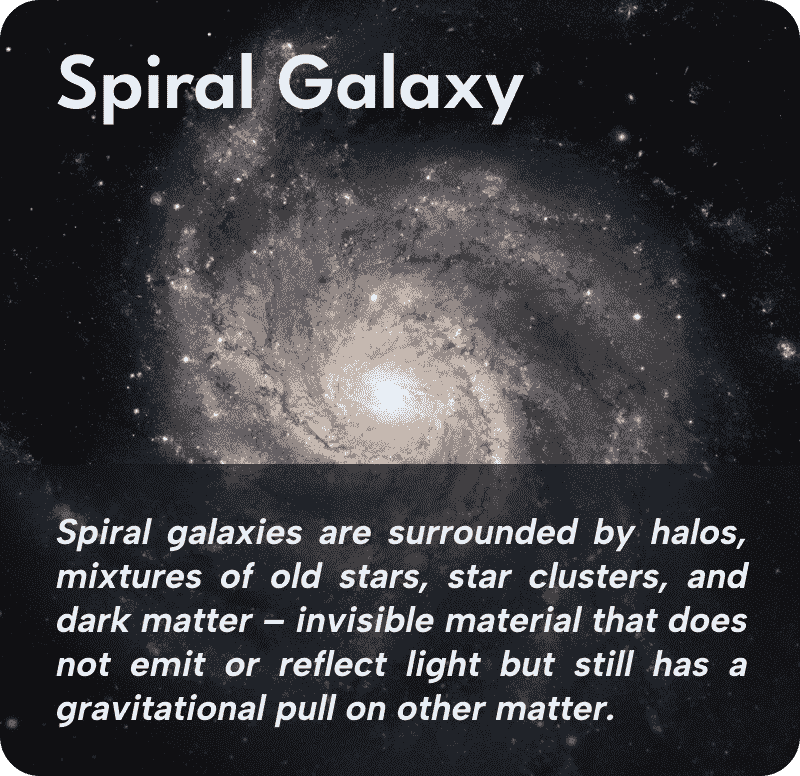 Spiral Galaxy
Spiral galaxies are surrounded by halos,
mixtures of old stars, star clusters, and
dark matter – invisible material that does
not emit or reflect light but still has a
gravitational pull on other matter.